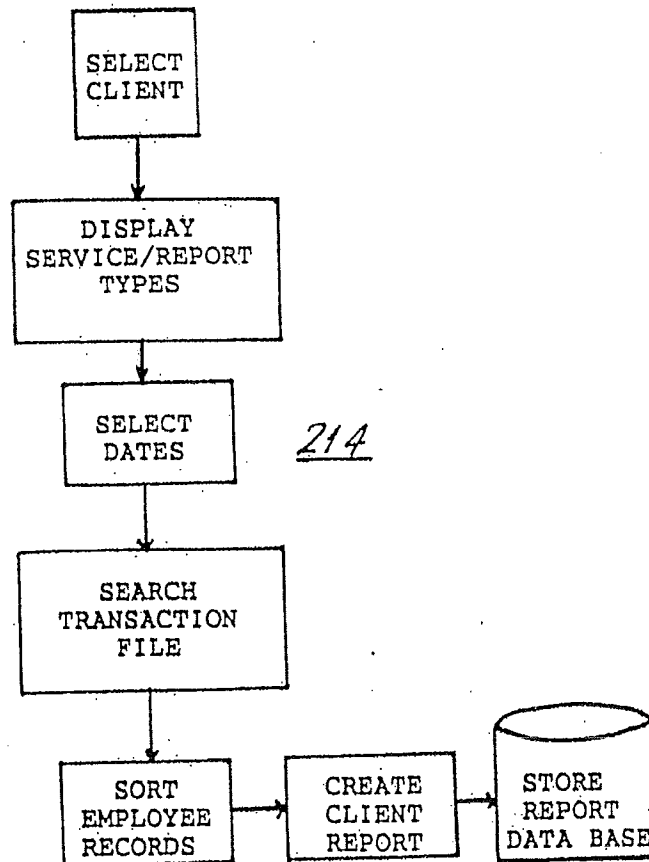 SELECT
CLIENT
DISPLAY
SERVICE/REPORT
TYPES
SELECT
DATES
214
SEARCH
TRANSACTION
FILE
SORT
EMPLOYEE
RECORDS
CREATE
CLIENT
REPORT
STORE
REPORT
DATA BASE